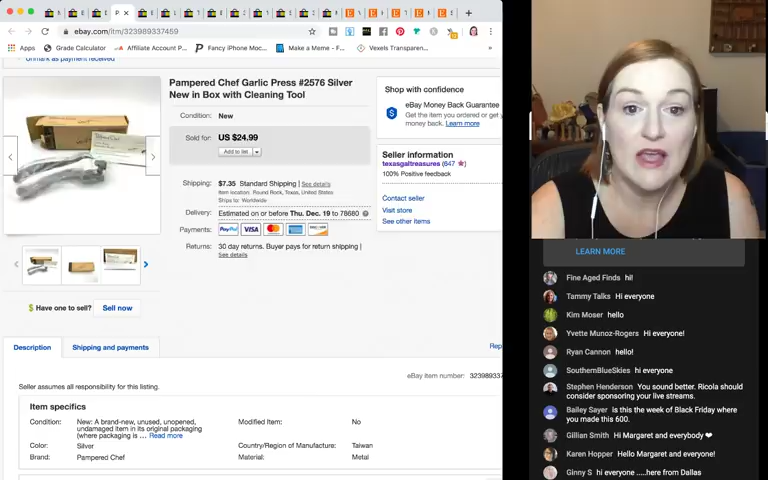 ebay.com/itm/323989337459
Apps
Grade Calculator
Affiliate Account P...
Fancy iPhone Moc...
Make a Meme - F...
Vexels Transparen...
Unmark as payment received
Pampered Chef Garlic Press #2576 Silver
New in Box with Cleaning Tool
Condition: New
Sold for: US $24.99
Add to list
Shipping: $7.35 Standard Shipping | See details
Item location: Round Rock, Texas, United States
Ships to: Worldwide
Delivery: Estimated on or before Thu. Dec. 19 to 78680
Payments: PayPal VISA
Returns: 30 day returns. Buyer pays for return shipping |
See details
Shop with confidence
eBay Money Back Guarantee
Get the item you ordered or get
your money back. Learn more
Seller information
texasgaltreasures (647
100% Positive feedback
Contact seller
Visit store
See other items
$ Have one to sell? Sell now
Description
Shipping and payments
Rep
eBay item number: 323989337
Seller assumes all responsibility for this listing.
Item specifics
Condition: New: A brand-new, unused, unopened,
undamaged item in its original packaging
(where packaging is ... Read more
Modified Item: No
Color: Silver
Country/Region of Manufacture: Taiwan
Brand: Pampered Chef
Material: Metal
LEARN MORE
Fine Aged Finds hi!
Tammy Talks Hi everyone
Kim Moser hello
Yvette Munoz-Rogers Hi everyone!
Ryan Cannon hello!
SouthernBlueSkies hi everyone
Stephen Henderson You sound better. Ricola should
consider sponsoring your live streams.
Bailey Sayer is this the week of Black Friday where
you made this 600.
Gillian Smith Hi Margaret and everybody ❤
Karen Hopper Hello Margaret and everyone!
Ginny S hi everyone .....here from Dallas